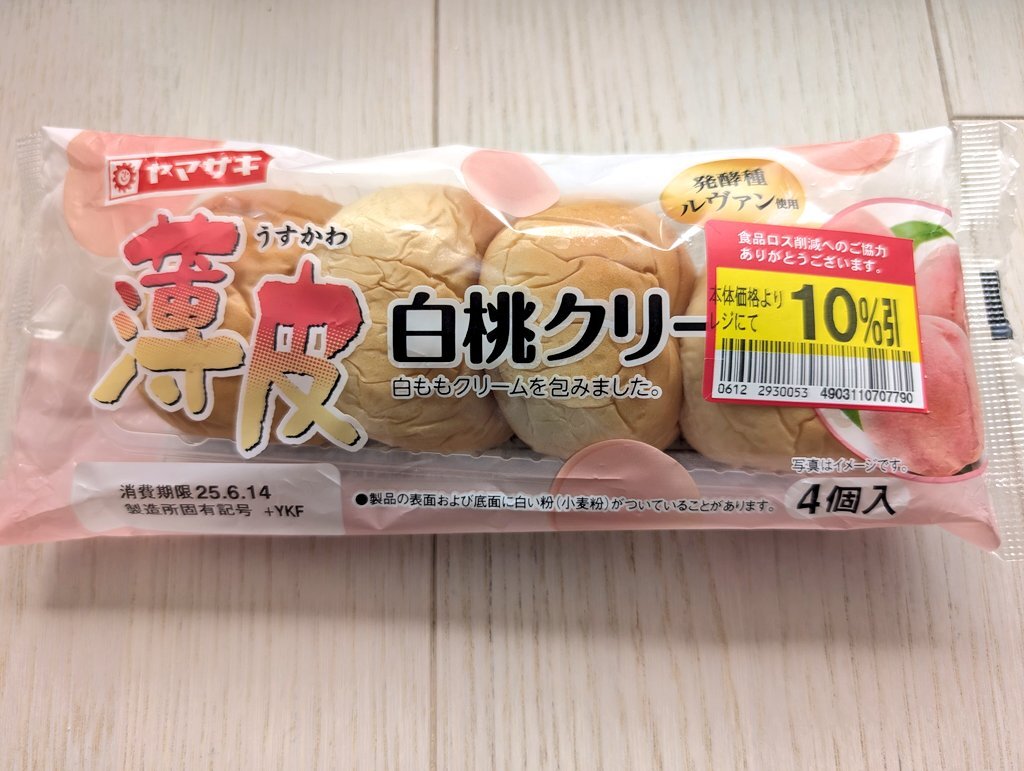 ヤマザキ
発酵種
ルヴァン使用
うすかわ
薄皮
白桃クリー
白ももクリームを包みました。
食品ロス削減へのご協力
ありがとうございます。
本体価格より
レジにて
10%引
0612 2930053 4903110707790
写真はイメージです。
消費期限25.6.14
製造所固有記号 +YKF
●製品の表面および底面に白い粉(小麦粉)がついていることがあります。
4個入